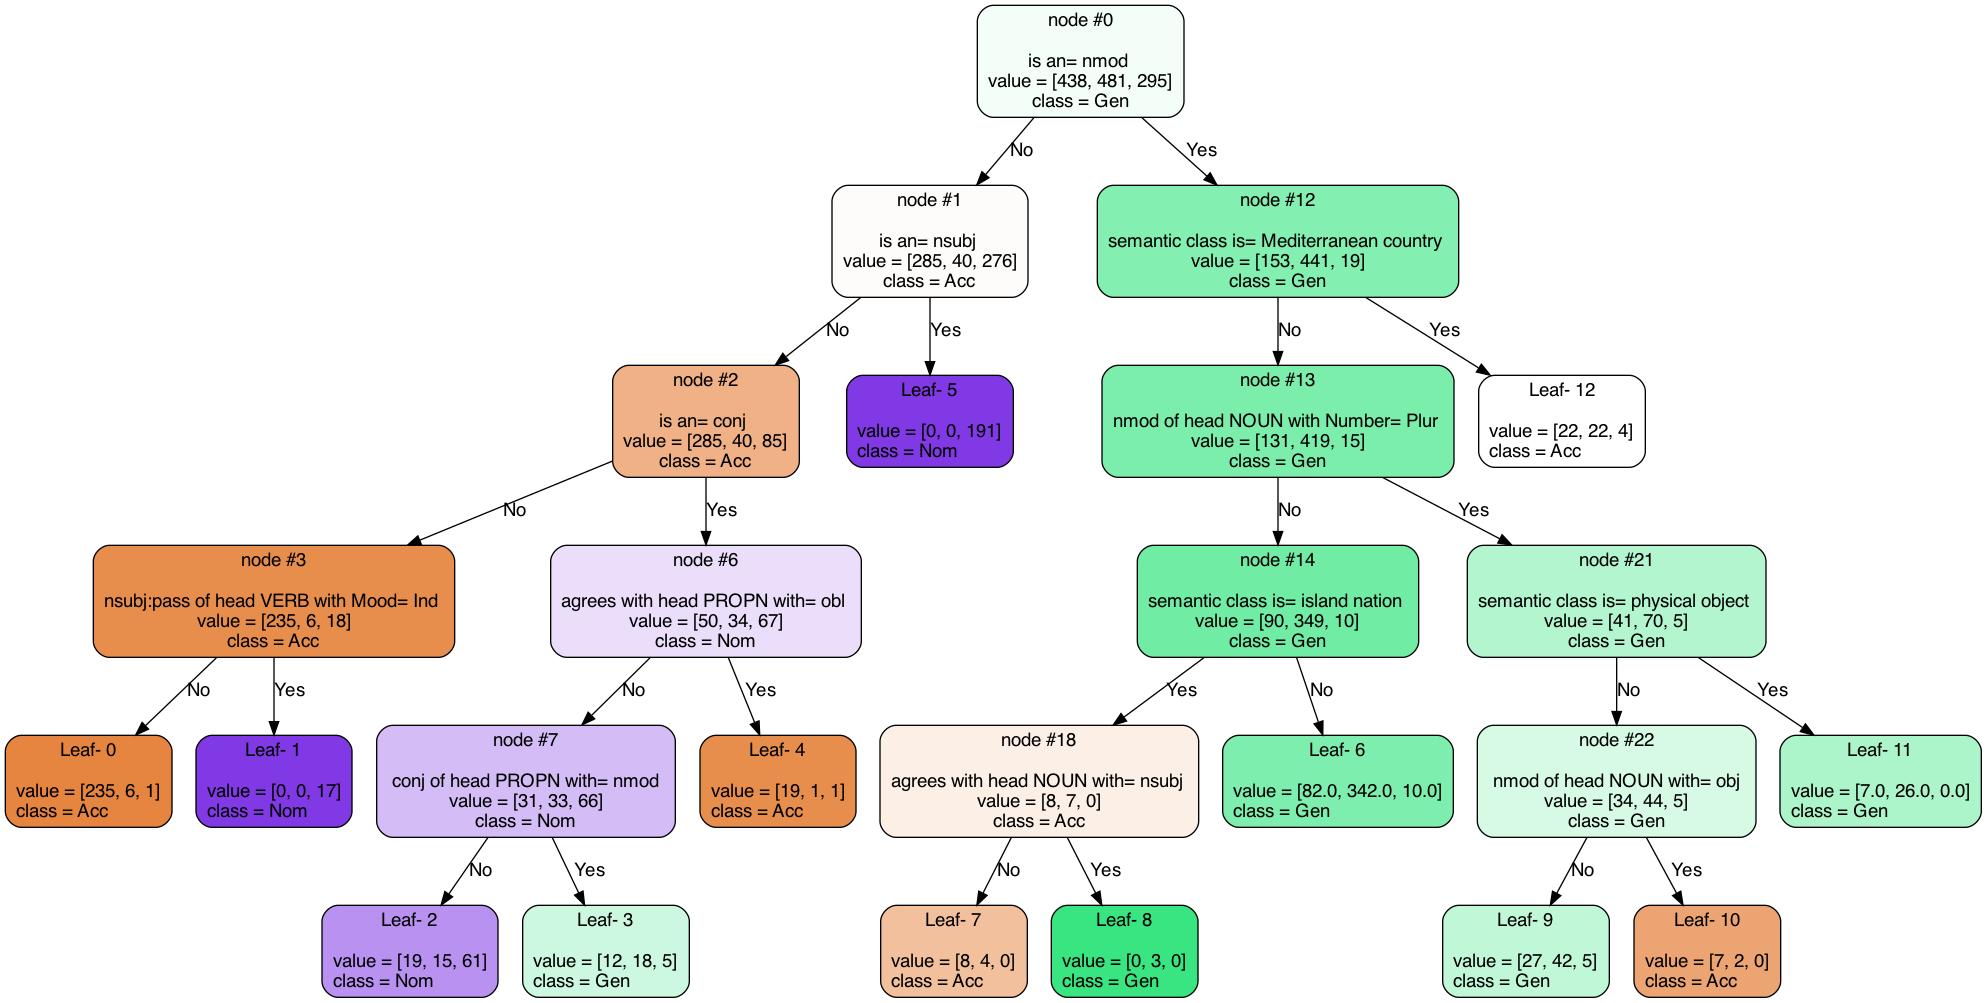 node #0
is an= nmod
value = [438, 481, 295]
class = Gen
No
Yes
node #1
is an= nsubj
value = [285, 40, 276]
class = Acc
node #12
semantic class is= Mediterranean country
value = [153, 441, 19]
class = Gen
No
Yes
No
Yes
node #2
is an= conj
value = [285, 40, 85]
class = Acc
Leaf- 5
value = [0, 0, 191]
class = Nom
node #13
nmod of head NOUN with Number= Plur
value = [131, 419, 15]
class = Gen
Leaf- 12
value = [22, 22, 4]
class = Acc
No
Yes
No
Yes
node #3
nsubj:pass of head VERB with Mood= Ind
value = [235, 6, 18]
class = Acc
node #6
agrees with head PROPN with= obl
value = [50, 34, 67]
class = Nom
node #14
semantic class is= island nation
value = [90, 349, 10]
class = Gen
node #21
semantic class is= physical object
value = [41, 70, 5]
class = Gen
No
Yes
No
Yes
Yes
No
No
Yes
Leaf- 0
value = [235, 6, 1]
class = Acc
Leaf- 1
value = [0, 0, 17]
class = Nom
node #7
conj of head PROPN with= nmod
value = [31, 33, 66]
class = Nom
Leaf- 4
value = [19, 1, 1]
class = Acc
node #18
agrees with head NOUN with= nsubj
value = [8, 7, 0]
class = Acc
Leaf- 6
value = [82.0, 342.0, 10.0]
class = Gen
node #22
nmod of head NOUN with= obj
value = [34, 44, 5]
class = Gen
Leaf- 11
value = [7.0, 26.0, 0.0]
class = Gen
No
Yes
No
Yes
No
Yes
Leaf- 2
value = [19, 15, 61]
class = Nom
Leaf- 3
value = [12, 18, 5]
class = Gen
Leaf- 7
value = [8, 4, 0]
class = Acc
Leaf- 8
value = [0, 3, 0]
class = Gen
Leaf- 9
value = [27, 42, 5]
class = Gen
Leaf- 10
value = [7, 2, 0]
class = Acc